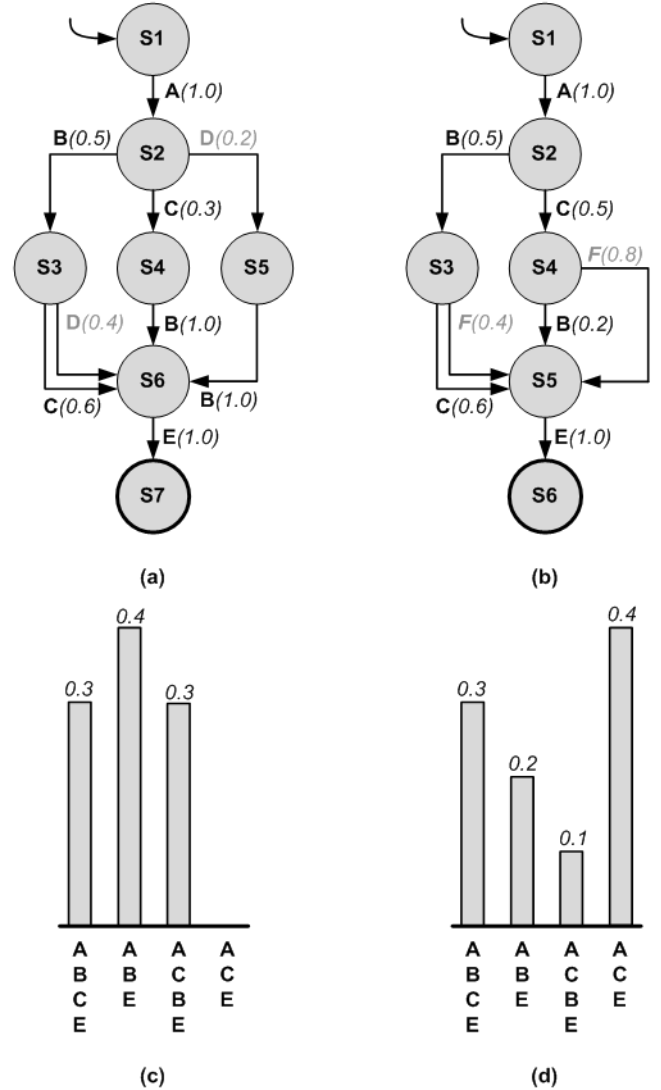 S1
S1
A(1.0)
A(1.0)
B(0.5)
S2
D(0.2)
B(0.5)
S2
C(0.3)
C(0.5)
S3
S4
S5
S3
S4
F(0.8)
D(0.4)
B(1.0)
F(0.4)
B(0.2)
C(0.6)
S6
B(1.0)
C(0.6)
S5
E(1.0)
E(1.0)
S7
S6
(a)
(b)
0.3
0.4
0.3
0.3
0.2
0.1
0.4
A A A A
B B C C
C E B E
E E
A A A A
B B C C
C E B E
E E
(c)
(d)